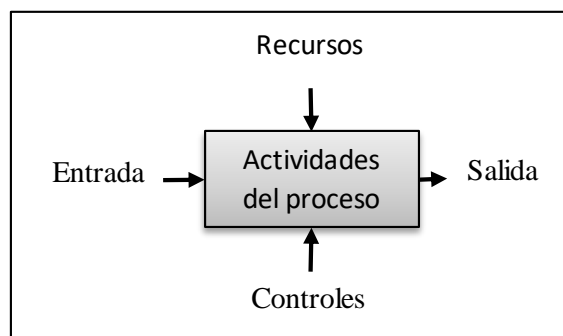 Recursos
Entrada
Actividades
del proceso
Salida
Controles